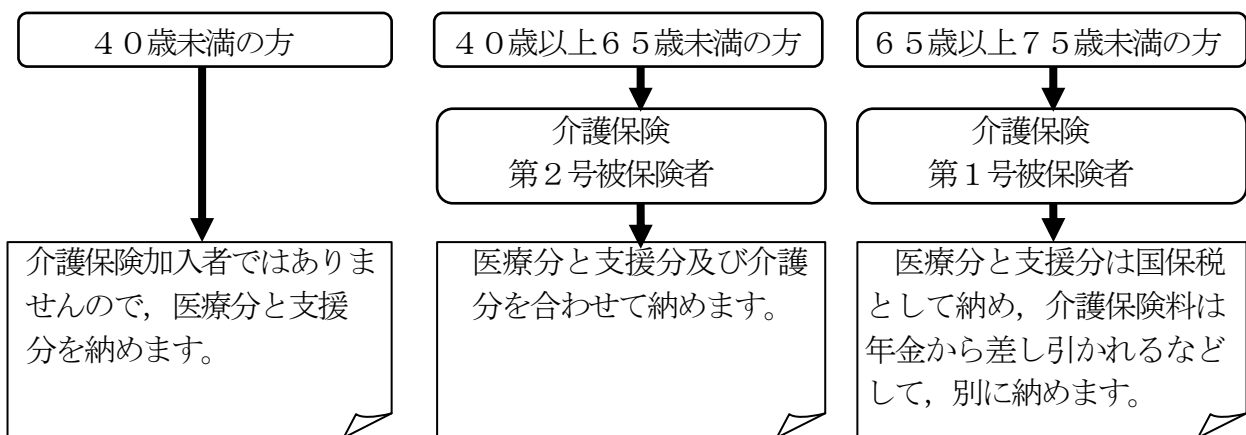 ４０歳未満の方
４０歳以上６５歳未満の方
６５歳以上７５歳未満の方
介護保険
第２号被保険者
介護保険
第１号被保険者
介護保険加入者ではありま
せんので，医療分と支援
分を納めます。
医療分と支援分及び介護
分を合わせて納めます。
医療分と支援分は国保税
として納め，介護保険料は
年金から差し引かれるなど
して，別に納めます。